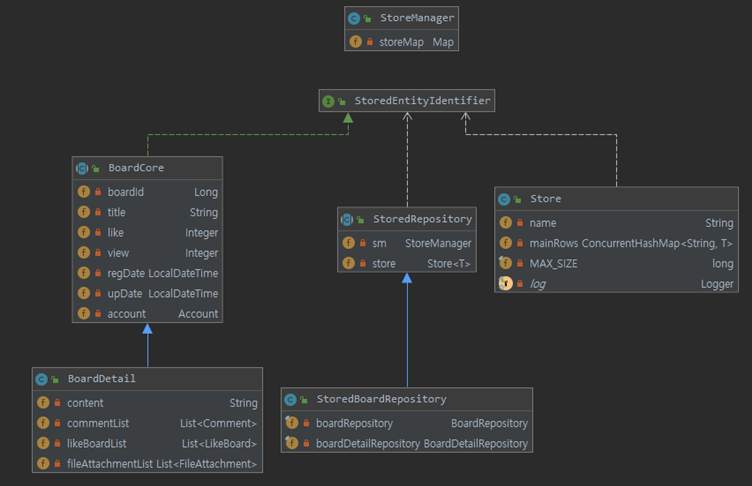 StoreManager
storeMap Map
StoredEntityIdentifier
BoardCore
boardId Long
title String
like Integer
view Integer
regDate LocalDateTime
upDate LocalDateTime
account Account
StoredRepository
sm StoreManager
store Store<T>
Store
name String
mainRows ConcurrentHashMap<String, T>
MAX_SIZE long
log Logger
BoardDetail
content String
commentList List<Comment>
likeBoardList List<LikeBoard>
fileAttachmentList List<FileAttachment>
StoredBoardRepository
boardRepository BoardRepository
boardDetailRepository BoardDetailRepository